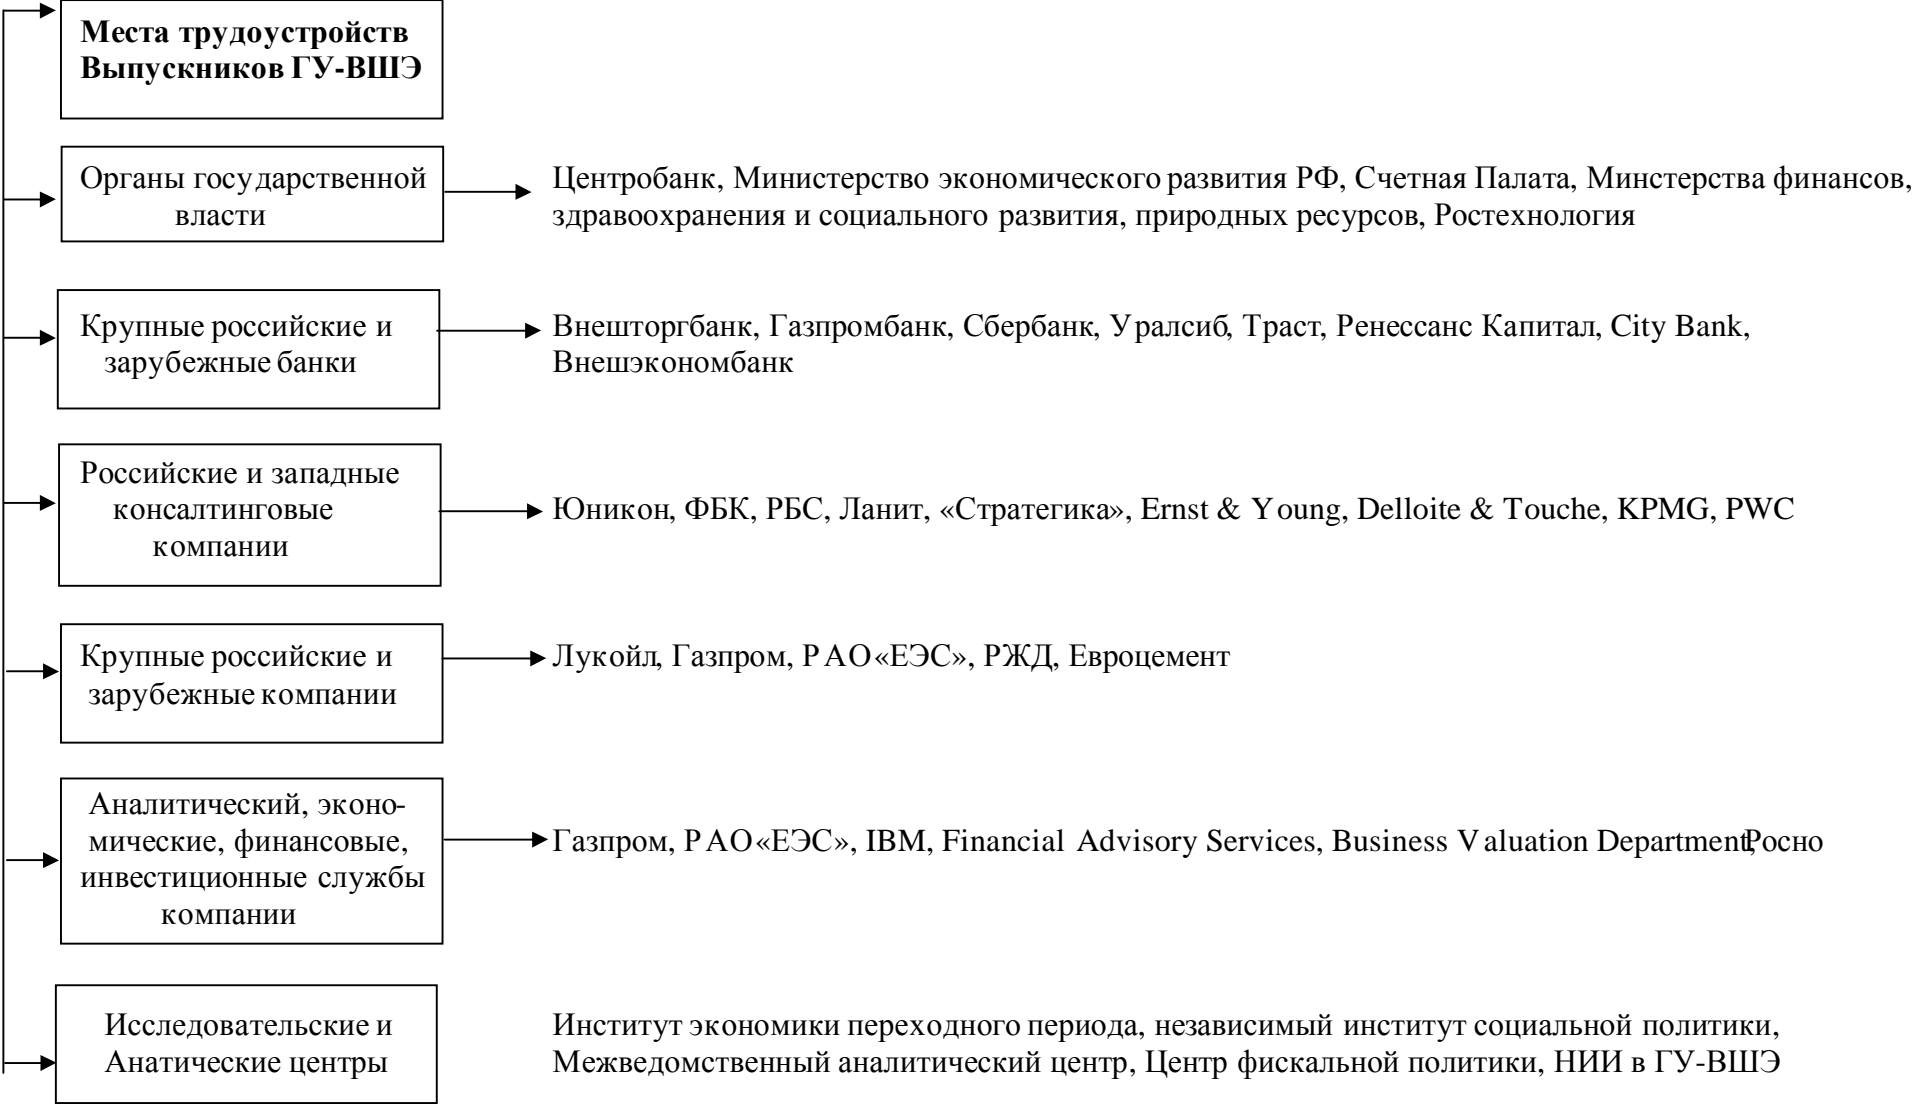 Места трудоустройств
Выпускников ГУ-ВШЭ
Органы государственной
власти
Центробанк, Министерство экономического развития РФ, Счетная Палата, Минстерства финансов,
здравоохранения и социального развития, природных ресурсов, Ростехнология
Крупные российские и
зарубежные банки
Внешторгбанк, Газпромбанк, Сбербанк, Уралсиб, Траст, Ренессанс Капитал, City Bank,
Внешэкономбанк
Российские и западные
консалтинговые
компании
Юникон, ФБК, РБС, Ланит, «Стратегика», Ernst & Young, Delloite & Touche, KPMG, PWC
Крупные российские и
зарубежные компании
Лукойл, Газпром, РАО«ЕЭС», РЖД, Евроцемент
Аналитический, эконо-
мические, финансовые,
инвестиционные службы
компании
Газпром, РАО«ЕЭС», IBM, Financial Advisory Services, Business Valuation Department, Росно
Исследовательские и
Анатические центры
Институт экономики переходного периода, независимый институт социальной политики,
Межведомственный аналитический центр, Центр фискальной политики, НИИ в ГУ-ВШЭ